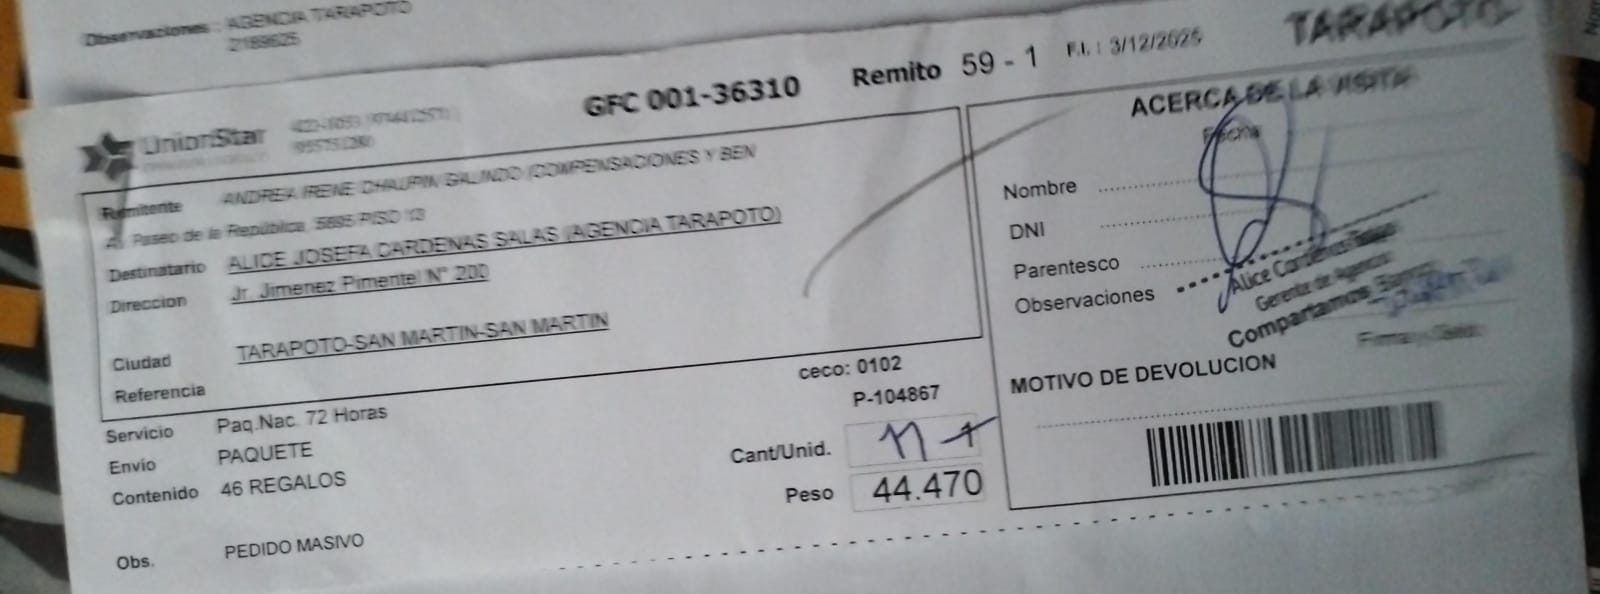 Observaciones : AGENCIA TARAPOTO
2189625
GFC 001-36310
Remito 59 - 1
F.I. : 3/12/2025
TARAPOTO
UnionStar
Remitente ANDREA IRENE DHAUPIN GALINDO (COMPENSACIONES Y BEN
Av. Paseo de la República, 5895 PISO 13
Destinatario ALICE JOSEFA CARDENAS SALAS (AGENCIA TARAPOTO)
Direccion Jr. Jimenez Pimentel N° 200
Ciudad TARAPOTO-SAN MARTIN-SAN MARTIN
Referencia
Servicio Paq.Nac. 72 Horas
Envío PAQUETE
Contenido 46 REGALOS
Obs. PEDIDO MASIVO
ceco: 0102
P-104867
Cant/Unid.
Peso 44.470
ACERCA DE LA VISITA
Fecha
Nombre
DNI
Parentesco
Observaciones
Alice Cardenas
Gerente de Agencia
Compartamos
Firma y Sello
MOTIVO DE DEVOLUCION